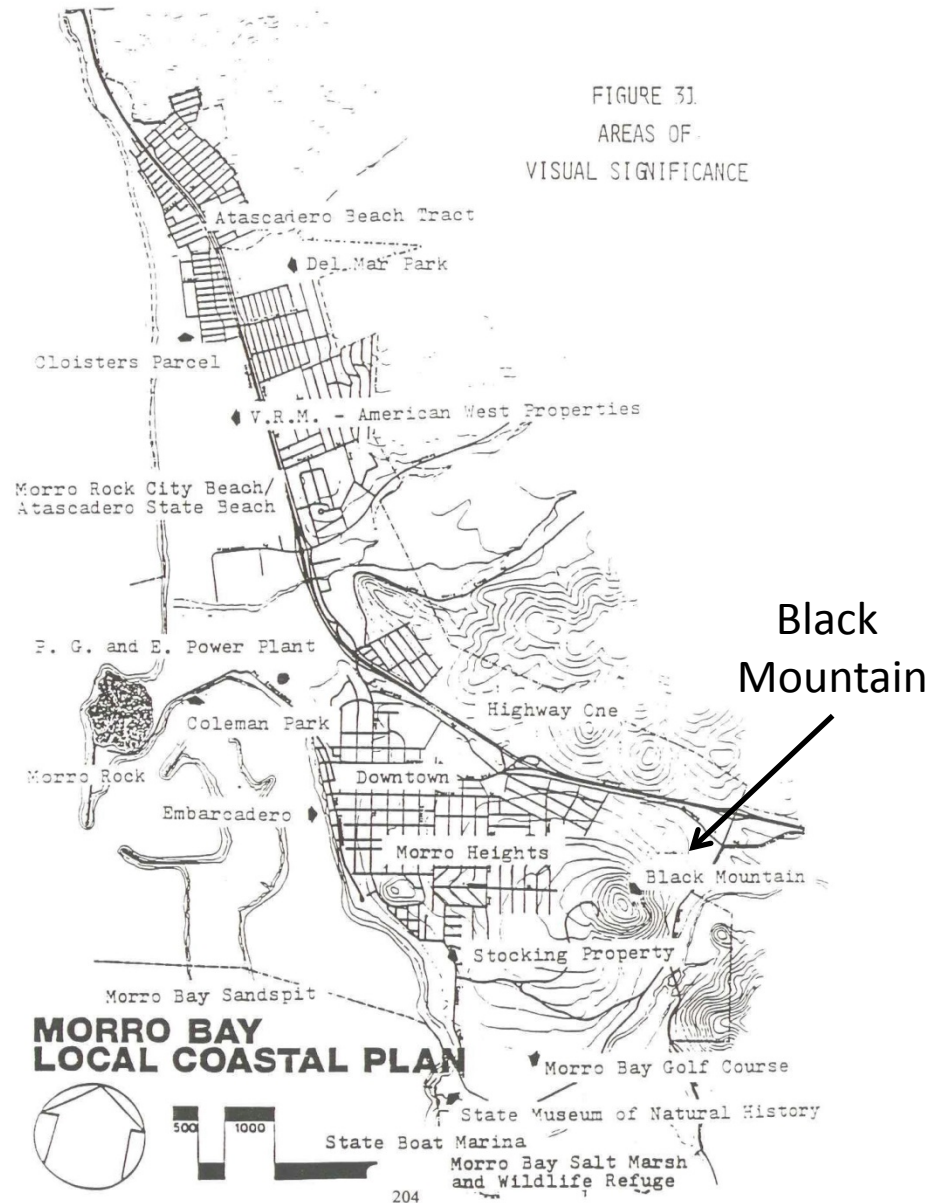 FIGURE 31
AREAS OF
VISUAL SIGNIFICANCE
Atascadero Beach Tract
Del Mar Park
Cloisters Parcel
V.R.M. - American West Properties
Morro Rock City Beach/
Atascadero State Beach
Black
Mountain
P. G. and E. Power Plant
Highway One
Coleman Park
Morro Rock
Downtown
Embarcadero
Morro Heights
Black Mountain
Stocking Property
Morro Bay Sandspit
MORRO BAY
LOCAL COASTAL PLAN
Morro Bay Golf Course
State Museum of Natural History
500 1000
State Boat Marina
Morro Bay Salt Marsh
and Wildlife Refuge
204